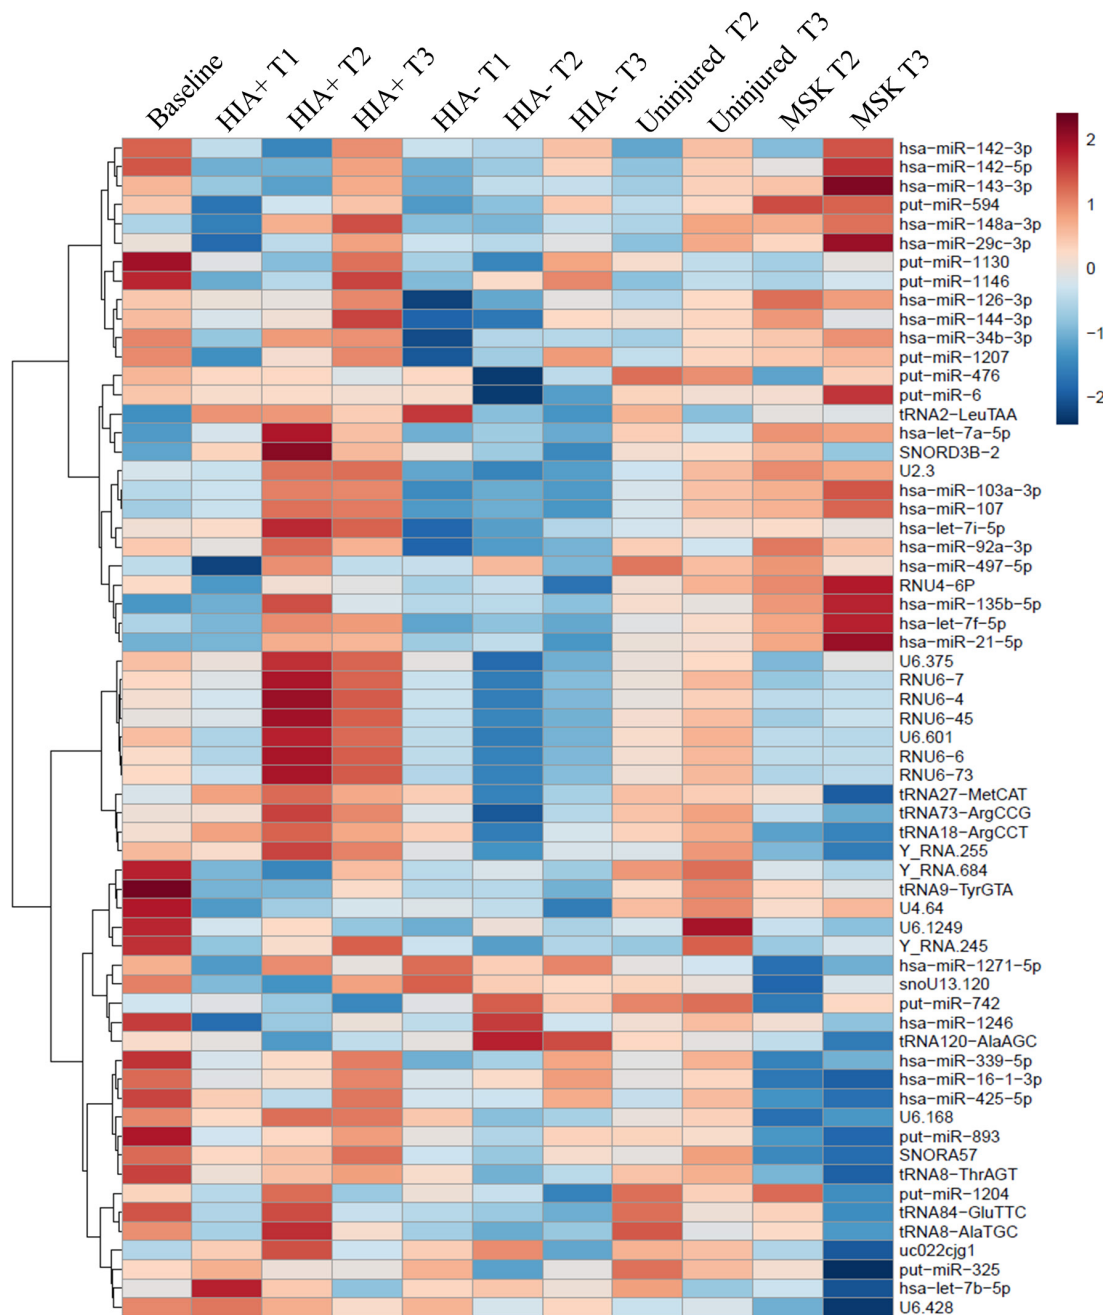 Baseline
HIA+ T1
HIA+ T2
HIA+ T3
HIA- T1
HIA- T2
HIA- T3
Uninjured T2
Uninjured T3
MSK T2
MSK T3
2
1
0
−1
−2
hsa−miR−142−3p
hsa−miR−142−5p
hsa−miR−143−3p
put−miR−594
hsa−miR−148a−3p
hsa−miR−29c−3p
put−miR−1130
put−miR−1146
hsa−miR−126−3p
hsa−miR−144−3p
hsa−miR−34b−3p
put−miR−1207
put−miR−476
put−miR−6
tRNA2−LeuTAA
hsa−let−7a−5p
SNORD3B−2
U2.3
hsa−miR−103a−3p
hsa−miR−107
hsa−let−7i−5p
hsa−miR−92a−3p
hsa−miR−497−5p
RNU4−6P
hsa−miR−135b−5p
hsa−let−7f−5p
hsa−miR−21−5p
U6.375
RNU6−7
RNU6−4
RNU6−45
U6.601
RNU6−6
RNU6−73
tRNA27−MetCAT
tRNA73−ArgCCG
tRNA18−ArgCCT
Y_RNA.255
Y_RNA.684
tRNA9−TyrGTA
U4.64
U6.1249
Y_RNA.245
hsa−miR−1271−5p
snoU13.120
put−miR−742
hsa−miR−1246
tRNA120−AlaAGC
hsa−miR−339−5p
hsa−miR−16−1−3p
hsa−miR−425−5p
U6.168
put−miR−893
SNORA57
tRNA8−ThrAGT
put−miR−1204
tRNA84−GluTTC
tRNA8−AlaTGC
uc022cjg1
put−miR−325
hsa−let−7b−5p
U6.428